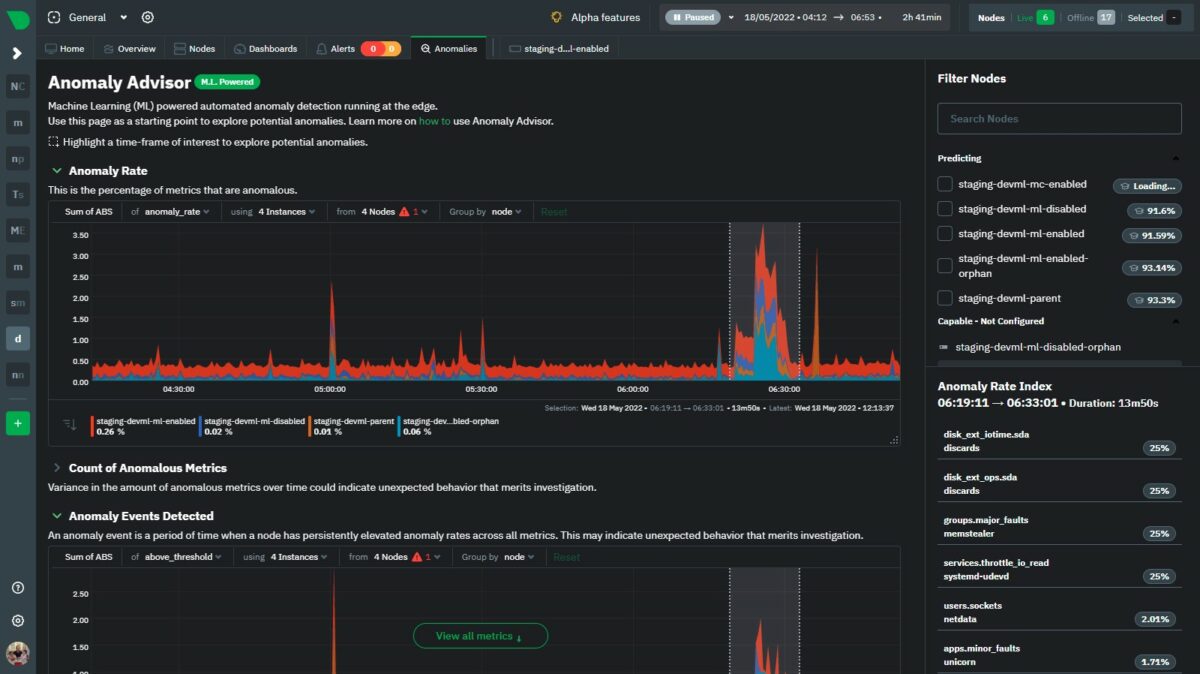 General
Alpha features
Paused
18/05/2022 • 04:12 → 06:53 •
2h 41min
Nodes
Live 6
Offline 17
Selected -
Home
Overview
Nodes
Dashboards
Alerts 0 0
Anomalies
staging-d...l-enabled
NC
m
np
Ts
ME
m
sm
d
nn
+
Anomaly Advisor
M.L. Powered
Machine Learning (ML) powered automated anomaly detection running at the edge.
Use this page as a starting point to explore potential anomalies. Learn more on how to use Anomaly Advisor.
Highlight a time-frame of interest to explore potential anomalies.
Anomaly Rate
This is the percentage of metrics that are anomalous.
Sum of ABS
of anomaly_rate
using 4 Instances
from 4 Nodes 1
Group by node
Reset
3.50
3.00
2.50
2.00
1.50
1.00
0.50
0.00
04:30:00
05:00:00
05:30:00
06:00:00
06:30:00
Selection: Wed 18 May 2022 • 06:19:11 → 06:33:01 • 13m50s • Latest: Wed 18 May 2022 • 12:13:37
staging-devml-ml-enabled
0.26 %
staging-devml-ml-disabled
0.02 %
staging-devml-parent
0.01 %
staging-dev...bled-orphan
0.06 %
Count of Anomalous Metrics
Variance in the amount of anomalous metrics over time could indicate unexpected behavior that merits investigation.
Anomaly Events Detected
An anomaly event is a period of time when a node has persistently elevated anomaly rates across all metrics. This may indicate unexpected behavior that merits investigation.
Sum of ABS
of above_threshold
using 4 Instances
from 4 Nodes 1
Group by node
Reset
2.50
2.00
1.50
1.00
View all metrics ↓
Filter Nodes
Search Nodes
Predicting
staging-devml-mc-enabled
Loading...
staging-devml-ml-disabled
91.6%
staging-devml-ml-enabled
91.59%
staging-devml-ml-enabled-
orphan
93.14%
staging-devml-parent
93.3%
Capable - Not Configured
staging-devml-ml-disabled-orphan
Anomaly Rate Index
06:19:11 → 06:33:01 • Duration: 13m50s
disk_ext_iotime.sda
discards
25%
disk_ext_ops.sda
discards
25%
groups.major_faults
memstealer
25%
services.throttle_io_read
systemd-udevd
25%
users.sockets
netdata
2.01%
apps.minor_faults
unicorn
1.71%